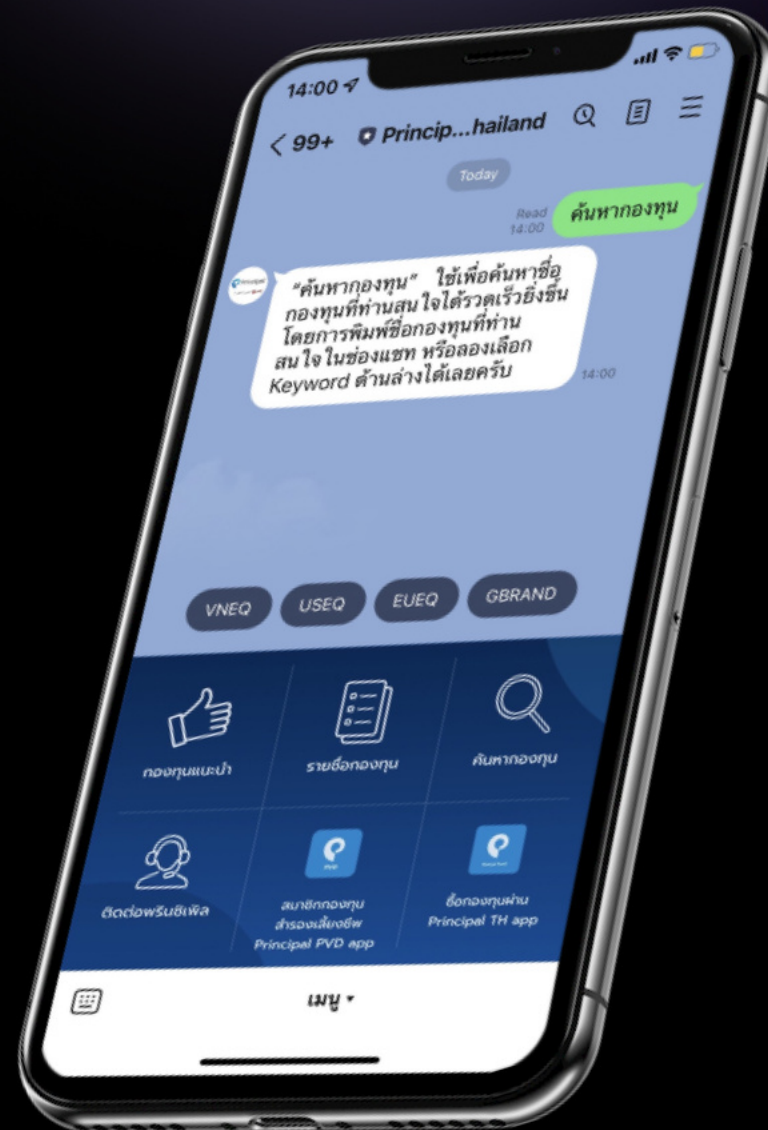 14:00
99+
Princip...hailand
Today
ค้นหากองทุน
Read
14:00
"ค้นหากองทุน" ใช้เพื่อค้นหาชื่อ
กองทุนที่ท่านสนใจได้รวดเร็วยิ่งขึ้น
โดยการพิมพ์ชื่อกองทุนที่ท่าน
สนใจในช่องแชท หรือลองเลือก
Keyword ด้านล่างได้เลยครับ
14:00
VNEQ
USEQ
EUEQ
GBRAND
กองทุนแนะนำ
รายชื่อกองทุน
ค้นหากองทุน
ติดต่อพรินซิเพิล
PVD
สมาชิกกองทุน
สำรองเลี้ยงชีพ
Principal PVD app
ซื้อกองทุนผ่าน
Principal TH app
เมนู